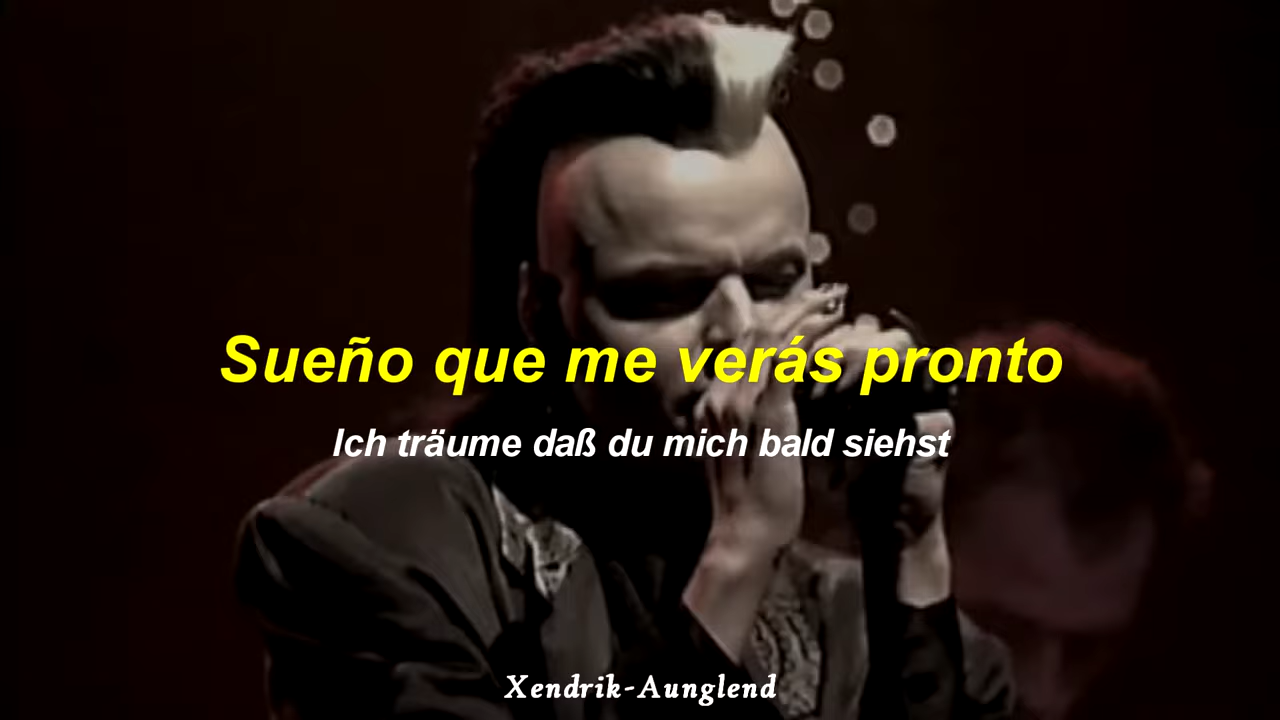 Sueño que me verás pronto
Ich träume daß du mich bald siehst
Xendrik-Aunglend